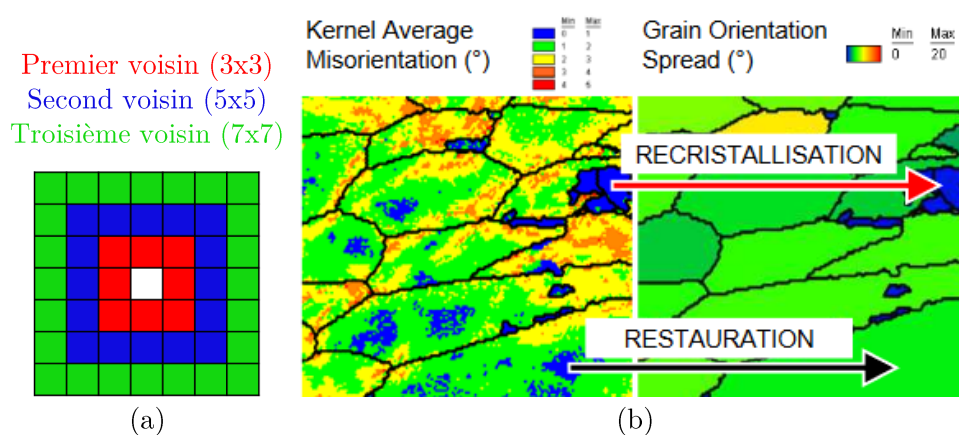 Premier voisin (3x3)
Second voisin (5x5)
Troisième voisin (7x7)
(a)
Kernel Average
Misorientation (°)
Min Max
0 1
1 2
2 3
3 4
4 5
Grain Orientation
Spread (°)
Min Max
0 20
RECRISTALLISATION
RESTAURATION
(b)